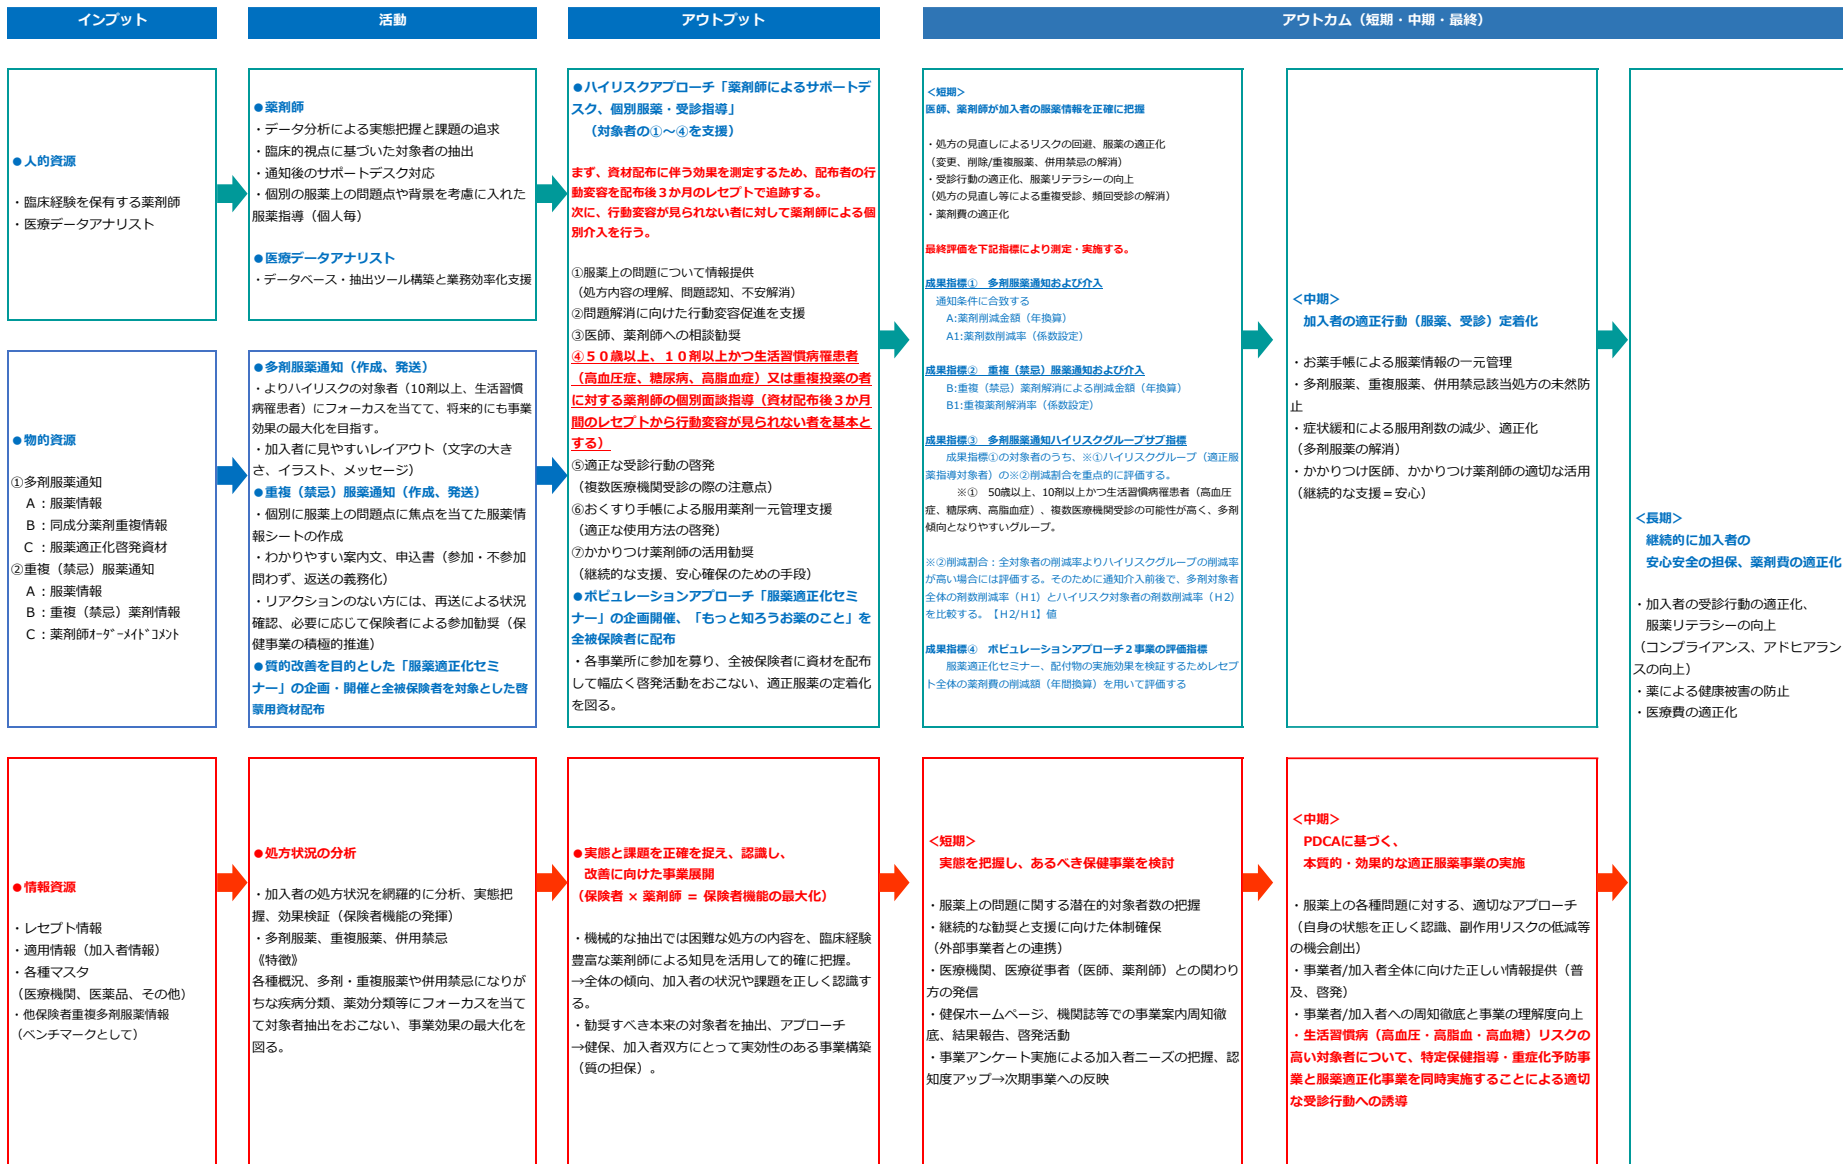 インプット
活動
アウトプット
アウトカム（短期・中期・最終）
●人的資源
・臨床経験を保有する薬剤師
・医療データアナリスト
●薬剤師
・データ分析による実態把握と課題の追求
・臨床的視点に基づいた対象者の抽出
・通知後のサポートデスク対応
・個別の服薬上の問題点や背景を考慮に入れた
服薬指導（個人毎）
●医療データアナリスト
・データベース・抽出ツール構築と業務効率化支援
●物的資源
①多剤服薬通知
A：服薬情報
B：同成分薬剤重複情報
C：服薬適正化啓発資材
②重複（禁忌）服薬通知
A：服薬情報
B：重複（禁忌）薬剤情報
C：薬剤師ｵｰﾀﾞｰﾒｲﾄﾞｺﾒﾝﾄ
●多剤服薬通知（作成、発送）
・よりハイリスクの対象者（10剤以上、生活習慣
病罹患者）にフォーカスを当てて、将来的にも事業
効果の最大化を目指す。
・加入者に見やすいレイアウト（文字の大き
さ、イラスト、メッセージ）
●重複（禁忌）服薬通知（作成、発送）
・個別に服薬上の問題点に焦点を当てた服薬情
報シートの作成
・わかりやすい案内文、申込書（参加・不参加
問わず、返送の義務化）
・リアクションのない方には、再送による状況
確認、必要に応じて保険者による参加勧奨（保
健事業の積極的推進）
●質的改善を目的とした「服薬適正化セミ
ナー」の企画・開催と全被保険者を対象とした啓
蒙用資材配布
●ハイリスクアプローチ「薬剤師によるサポートデ
スク、個別服薬・受診指導」
（対象者の①～④を支援）
まず、資材配布に伴う効果を測定するため、配布者の行
動変容を配布後３か月のレセプトで追跡する。
次に、行動変容が見られない者に対して薬剤師による個
別介入を行う。
①服薬上の問題について情報提供
（処方内容の理解、問題認知、不安解消）
②問題解消に向けた行動変容促進を支援
③医師、薬剤師への相談勧奨
④５０歳以上、１０剤以上かつ生活習慣病罹患者
（高血圧症、糖尿病、高脂血症）又は重複投薬の者
に対する薬剤師の個別面談指導（資材配布後３か月
間のレセプトから行動変容が見られない者を基本と
する）
⑤適正な受診行動の啓発
（複数医療機関受診の際の注意点）
⑥おくすり手帳による服用薬剤一元管理支援
（適正な使用方法の啓発）
⑦かかりつけ薬剤師の活用勧奨
（継続的な支援、安心確保のための手段）
●ポピュレーションアプローチ「服薬適正化セミ
ナー」の企画開催、「もっと知ろうお薬のこと」を
全被保険者に配布
・各事業所に参加を募り、全被保険者に資材を配布
して幅広く啓発活動をおこない、適正服薬の定着化
を図る。
＜短期＞
医師、薬剤師が加入者の服薬情報を正確に把握
・処方の見直しによるリスクの回避、服薬の適正化
（変更、削除/重複服薬、併用禁忌の解消）
・受診行動の適正化、服薬リテラシーの向上
（処方の見直し等による重複受診、頻回受診の解消）
・薬剤費の適正化
最終評価を下記指標により測定・実施する。
成果指標①　多剤服薬通知および介入
通知条件に合致する
A:薬剤削減金額（年換算）
A1:薬剤数削減率（係数設定）
成果指標②　重複（禁忌）服薬通知および介入
B:重複（禁忌）薬剤解消による削減金額（年換算）
B1:重複薬剤解消率（係数設定）
成果指標③　多剤服薬通知ハイリスクグループサブ指標
成果指標①の対象者のうち、※①ハイリスクグループ（適正服
薬指導対象者）の※②削減割合を重点的に評価する。
※①　50歳以上、10剤以上かつ生活習慣病罹患者（高血圧
症、糖尿病、高脂血症）、複数医療機関受診の可能性が高く、多剤
傾向となりやすいグループ。
※②削減割合：全対象者の削減率よりハイリスクグループの削減率
が高い場合には評価する。そのために通知介入前後で、多剤対象者
全体の剤数削減率（H1）とハイリスク対象者の剤数削減率（H2）
を比較する。【H2/H1】値
成果指標④　ポピュレーションアプローチ２事業の評価指標
服薬適正化セミナー、配付物の実施効果を検証するためレセプ
ト全体の薬剤費の削減額（年間換算）を用いて評価する
＜中期＞
加入者の適正行動（服薬、受診）定着化
・お薬手帳による服薬情報の一元管理
・多剤服薬、重複服薬、併用禁忌該当処方の未然防
止
・症状緩和による服用剤数の減少、適正化
（多剤服薬の解消）
・かかりつけ医師、かかりつけ薬剤師の適切な活用
（継続的な支援＝安心）
＜長期＞
継続的に加入者の
安心安全の担保、薬剤費の適正化
・加入者の受診行動の適正化、
服薬リテラシーの向上
（コンプライアンス、アドヒアラン
スの向上）
・薬による健康被害の防止
・医療費の適正化
●情報資源
・レセプト情報
・適用情報（加入者情報）
・各種マスタ
（医療機関、医薬品、その他）
・他保険者重複多剤服薬情報
（ベンチマークとして）
●処方状況の分析
・加入者の処方状況を網羅的に分析、実態把
握、効果検証（保険者機能の発揮）
・多剤服薬、重複服薬、併用禁忌
《特徴》
各種概況、多剤・重複服薬や併用禁忌になりが
ちな疾病分類、薬効分類等にフォーカスを当て
て対象者抽出をおこない、事業効果の最大化を
図る。
●実態と課題を正確を捉え、認識し、
改善に向けた事業展開
（保険者 × 薬剤師 ＝ 保険者機能の最大化）
・機械的な抽出では困難な処方の内容を、臨床経験
豊富な薬剤師による知見を活用して的確に把握。
→全体の傾向、加入者の状況や課題を正しく認識す
る。
・勧奨すべき本来の対象者を抽出、アプローチ
→健保、加入者双方にとって実効性のある事業構築
（質の担保）。
＜短期＞
実態を把握し、あるべき保健事業を検討
・服薬上の問題に関する潜在的対象者数の把握
・継続的な勧奨と支援に向けた体制確保
（外部事業者との連携）
・医療機関、医療従事者（医師、薬剤師）との関わり
方の発信
・健保ホームページ、機関誌等での事業案内周知徹
底、結果報告、啓発活動
・事業アンケート実施による加入者ニーズの把握、認
知度アップ→次期事業への反映
＜中期＞
PDCAに基づく、
本質的・効果的な適正服薬事業の実施
・服薬上の各種問題に対する、適切なアプローチ
（自身の状態を正しく認識、副作用リスクの低減等
の機会創出）
・事業者/加入者全体に向けた正しい情報提供（普
及、啓発）
・事業者/加入者への周知徹底と事業の理解度向上
・生活習慣病（高血圧・高脂血・高血糖）リスクの
高い対象者について、特定保健指導・重症化予防事
業と服薬適正化事業を同時実施することによる適切
な受診行動への誘導